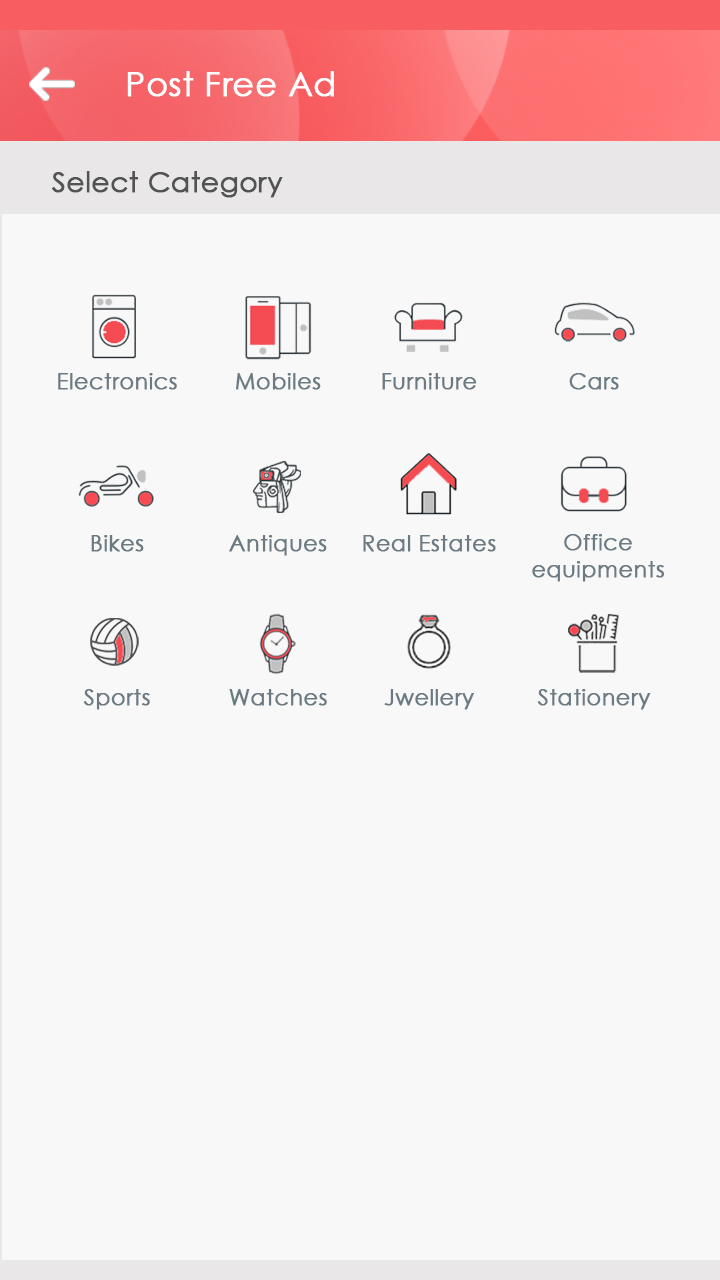 Post Free Ad
Select Category
Electronics
Mobiles
Furniture
Cars
Bikes
Antiques
Real Estates
Office
equipments
Sports
Watches
Jwellery
Stationery